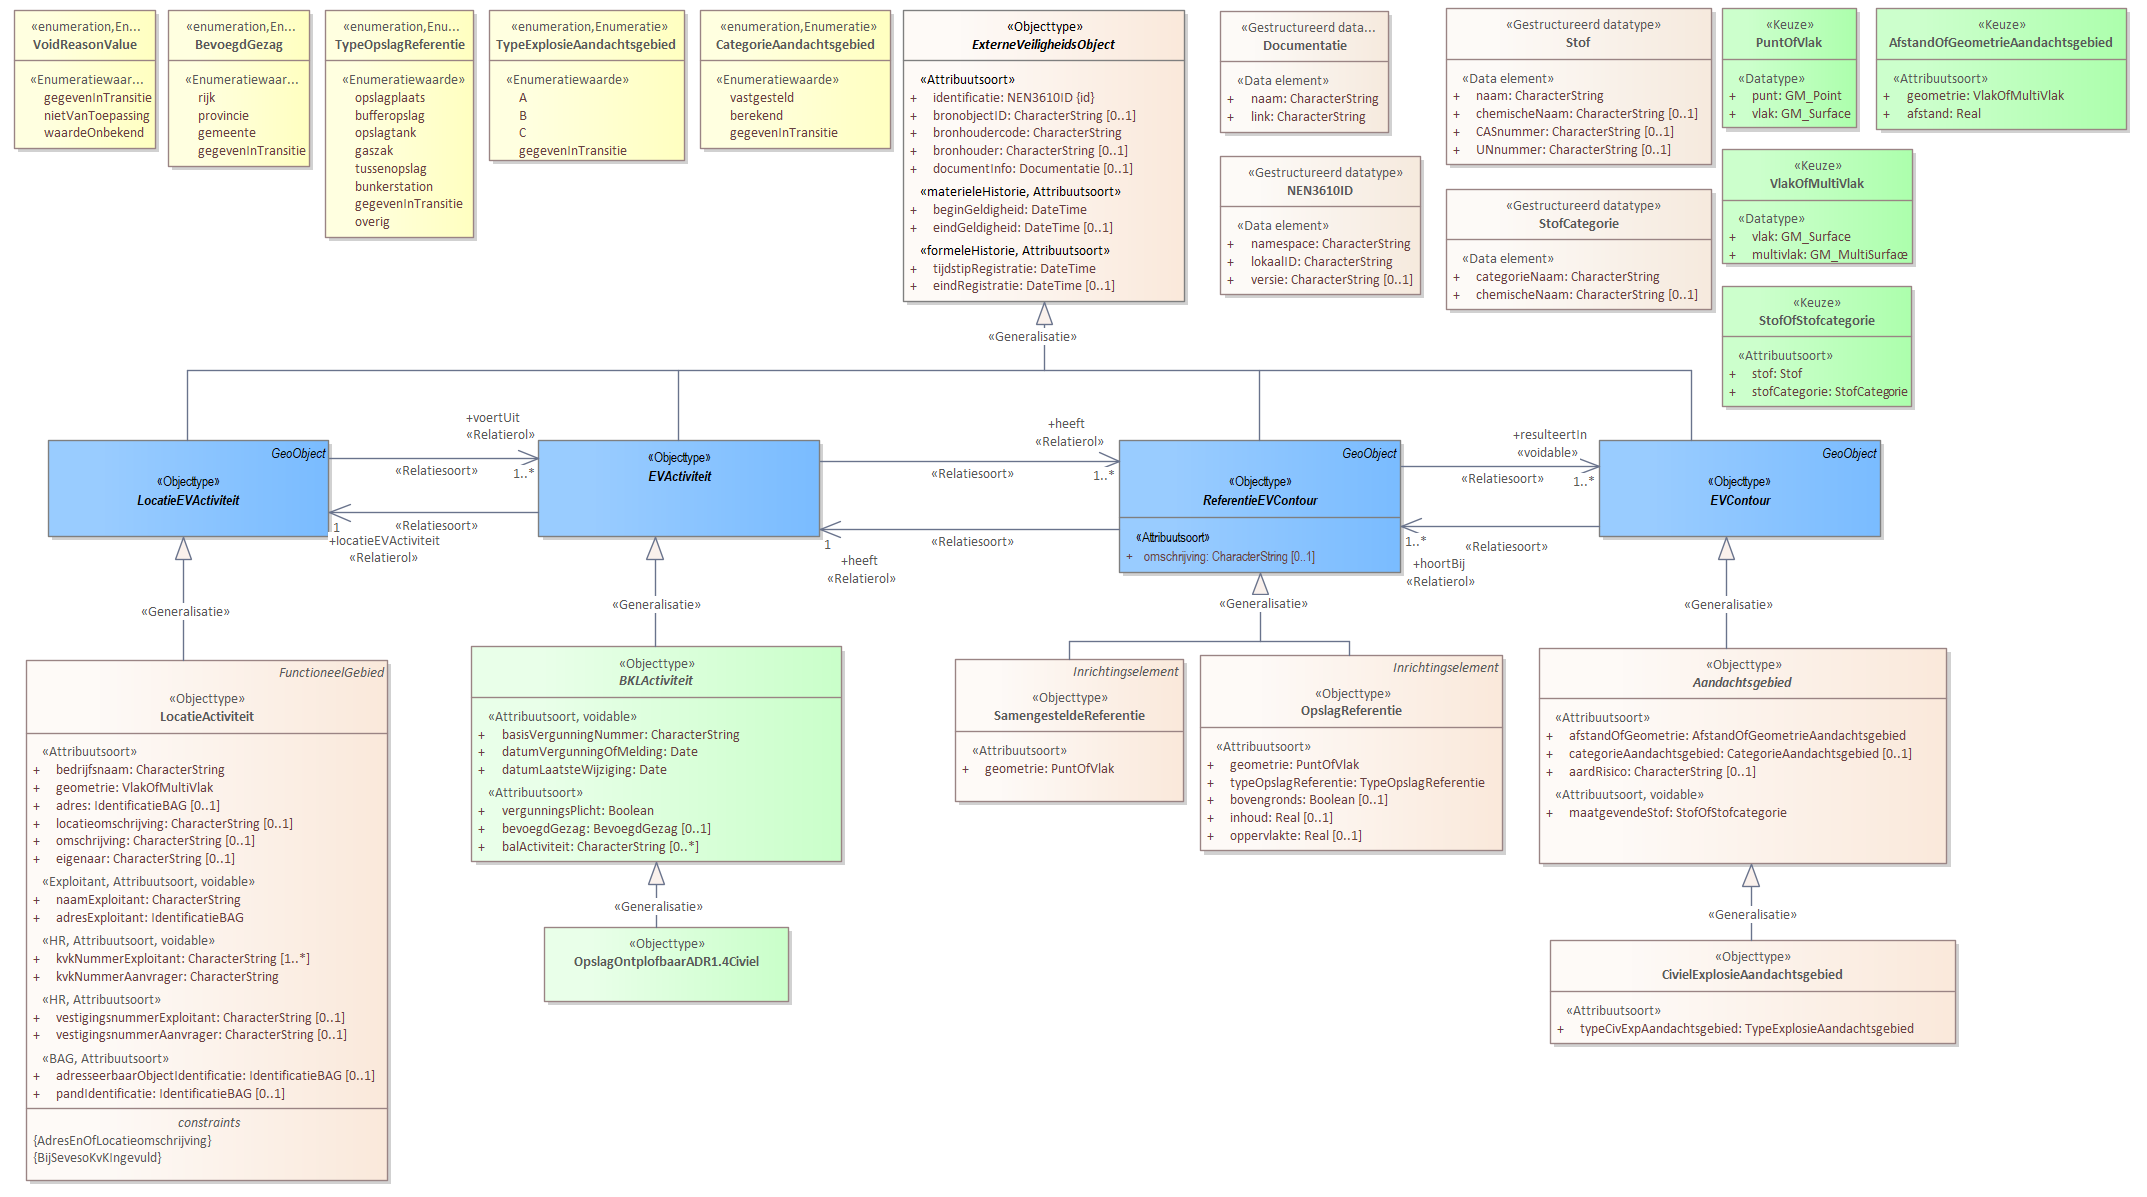 «enumeration,En...
VoidReasonValue
«Enumeratiewaar...
gegevenInTransitie
nietVanToepassing
waardeOnbekend
«enumeration,En...
BevoegdGezag
«Enumeratiewaar...
rijk
provincie
gemeente
gegevenInTransitie
«enumeration,Enu...
TypeOpslagReferentie
«Enumeratiewaarde»
opslagplaats
bufferopslag
opslagtank
gaszak
tussenopslag
bunkerstation
gegevenInTransitie
overig
«enumeration,Enumeratie»
TypeExplosieAandachtsgebied
«Enumeratiewaarde»
A
B
C
gegevenInTransitie
«enumeration,Enumeratie»
CategorieAandachtsgebied
«Enumeratiewaarde»
vastgesteld
berekend
gegevenInTransitie
«Objecttype»
ExterneVeiligheidsObject
«Attribuutsoort»
+ identificatie: NEN3610ID {id}
+ bronobjectID: CharacterString [0..1]
+ bronhoudercode: CharacterString
+ bronhouder: CharacterString [0..1]
+ documentInfo: Documentatie [0..1]
«materieleHistorie, Attribuutsoort»
+ beginGeldigheid: DateTime
+ eindGeldigheid: DateTime [0..1]
«formeleHistorie, Attribuutsoort»
+ tijdstipRegistratie: DateTime
+ eindRegistratie: DateTime [0..1]
«Gestructureerd data...
Documentatie
«Data element»
+ naam: CharacterString
+ link: CharacterString
«Gestructureerd datatype»
NEN3610ID
«Data element»
+ namespace: CharacterString
+ lokaalID: CharacterString
+ versie: CharacterString [0..1]
«Gestructureerd datatype»
Stof
«Data element»
+ naam: CharacterString
+ chemischeNaam: CharacterString [0..1]
+ CASnummer: CharacterString [0..1]
+ UNnummer: CharacterString [0..1]
«Gestructureerd datatype»
StofCategorie
«Data element»
+ categorieNaam: CharacterString
+ chemischeNaam: CharacterString [0..1]
«Keuze»
PuntOfVlak
«Datatype»
+ punt: GM_Point
+ vlak: GM_Surface
«Keuze»
VlakOfMultiVlak
«Datatype»
+ vlak: GM_Surface
+ multivlak: GM_MultiSurface
«Keuze»
StofOfStofcategorie
«Attribuutsoort»
+ stof: Stof
+ stofCategorie: StofCategorie
«Keuze»
AfstandOfGeometrieAandachtsgebied
«Attribuutsoort»
+ geometrie: VlakOfMultiVlak
+ afstand: Real
«Generalisatie»
GeoObject
«Objecttype»
LocatieEVActiviteit
+voertUit
«Relatierol»
«Relatiesoort»
1..*
«Relatiesoort»
1
+locatieEVActiviteit
«Relatierol»
«Objecttype»
EVActiviteit
+heeft
«Relatierol»
«Relatiesoort»
1..*
«Relatiesoort»
1
+heeft
«Relatierol»
GeoObject
«Objecttype»
ReferentieEVContour
«Attribuutsoort»
+ omschrijving: CharacterString [0..1]
+resulteertIn
«voidable»
«Relatiesoort»
1..*
«Relatiesoort»
1..*
+hoortBij
«Relatierol»
GeoObject
«Objecttype»
EVContour
«Generalisatie»
«Generalisatie»
«Generalisatie»
«Generalisatie»
FunctioneelGebied
«Objecttype»
LocatieActiviteit
«Attribuutsoort»
+ bedrijfsnaam: CharacterString
+ geometrie: VlakOfMultiVlak
+ adres: IdentificatieBAG [0..1]
+ locatieomschrijving: CharacterString [0..1]
+ omschrijving: CharacterString [0..1]
+ eigenaar: CharacterString [0..1]
«Exploitant, Attribuutsoort, voidable»
+ naamExploitant: CharacterString
+ adresExploitant: IdentificatieBAG
«HR, Attribuutsoort, voidable»
+ kvkNummerExploitant: CharacterString [1..*]
+ kvkNummerAanvrager: CharacterString
«HR, Attribuutsoort»
+ vestigingsnummerExploitant: CharacterString [0..1]
+ vestigingsnummerAanvrager: CharacterString [0..1]
«BAG, Attribuutsoort»
+ adresseerbaarObjectIdentificatie: IdentificatieBAG [0..1]
+ pandIdentificatie: IdentificatieBAG [0..1]
constraints
{AdresEnOfLocatieomschrijving}
{BijSevesoKvKIngevuld}
«Objecttype»
BKLActiviteit
«Attribuutsoort, voidable»
+ basisVergunningNummer: CharacterString
+ datumVergunningOfMelding: Date
+ datumLaatsteWijziging: Date
«Attribuutsoort»
+ vergunningsPlicht: Boolean
+ bevoegdGezag: BevoegdGezag [0..1]
+ balActiviteit: CharacterString [0..*]
«Generalisatie»
«Objecttype»
OpslagOntplofbaarADR1.4Civiel
Inrichtingselement
«Objecttype»
SamengesteldeReferentie
«Attribuutsoort»
+ geometrie: PuntOfVlak
Inrichtingselement
«Objecttype»
OpslagReferentie
«Attribuutsoort»
+ geometrie: PuntOfVlak
+ typeOpslagReferentie: TypeOpslagReferentie
+ bovengronds: Boolean [0..1]
+ inhoud: Real [0..1]
+ oppervlakte: Real [0..1]
«Objecttype»
Aandachtsgebied
«Attribuutsoort»
+ afstandOfGeometrie: AfstandOfGeometrieAandachtsgebied
+ categorieAandachtsgebied: CategorieAandachtsgebied [0..1]
+ aardRisico: CharacterString [0..1]
«Attribuutsoort, voidable»
+ maatgevendeStof: StofOfStofcategorie
«Generalisatie»
«Objecttype»
CivielExplosieAandachtsgebied
«Attribuutsoort»
+ typeCivExpAandachtsgebied: TypeExplosieAandachtsgebied